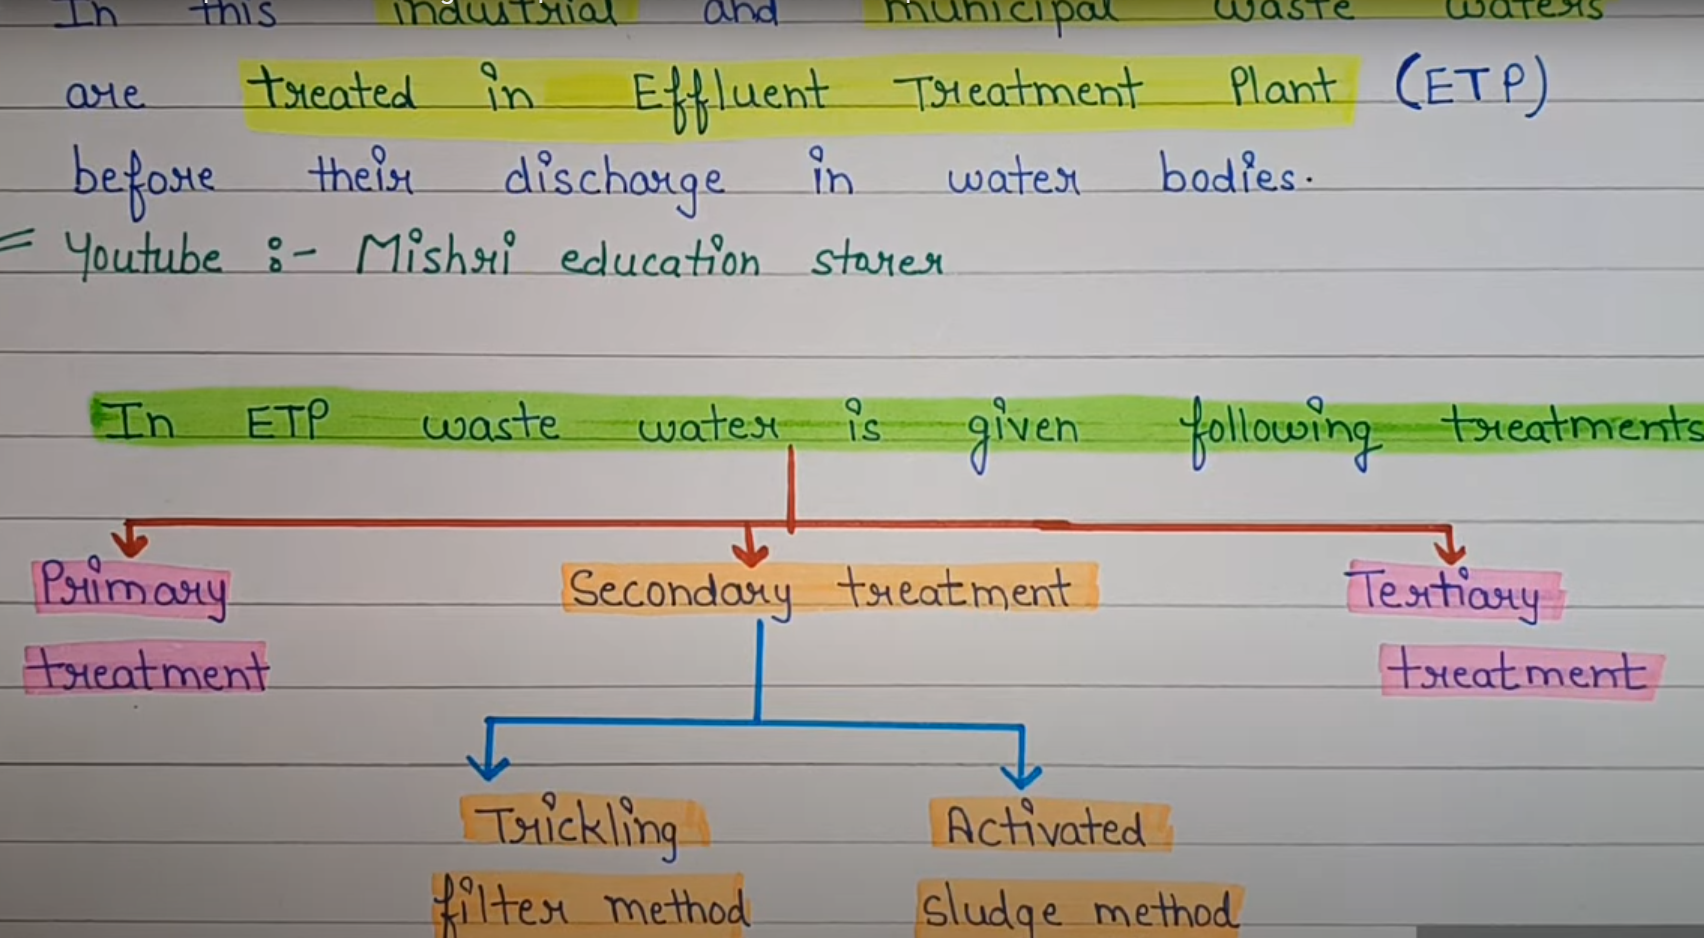 In this industrial and municipal waste waters
are treated in Effluent Treatment Plant (ETP)
before their discharge in water bodies.
= Youtube :- Mishri education starer
In ETP waste water is given following treatments
Primary
treatment
Secondary treatment
Tertiary
treatment
Trickling
filter method
Activated
sludge method